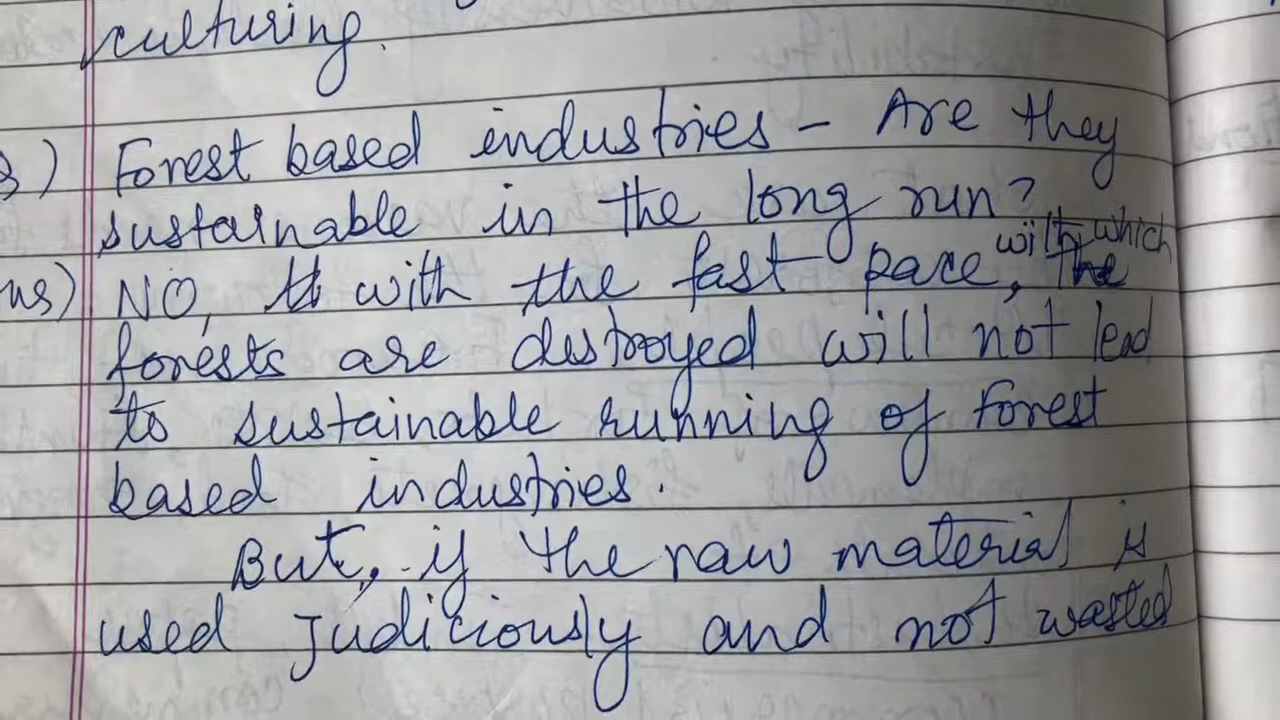 culturing.
3) Forest based industries - Are they
sustainable in the long run?
ns) NO, with the fast pace, with which the
forests are destroyed will not lead
to sustainable running of forest
based industries.
But, if the raw material is
used judiciously and not wasted